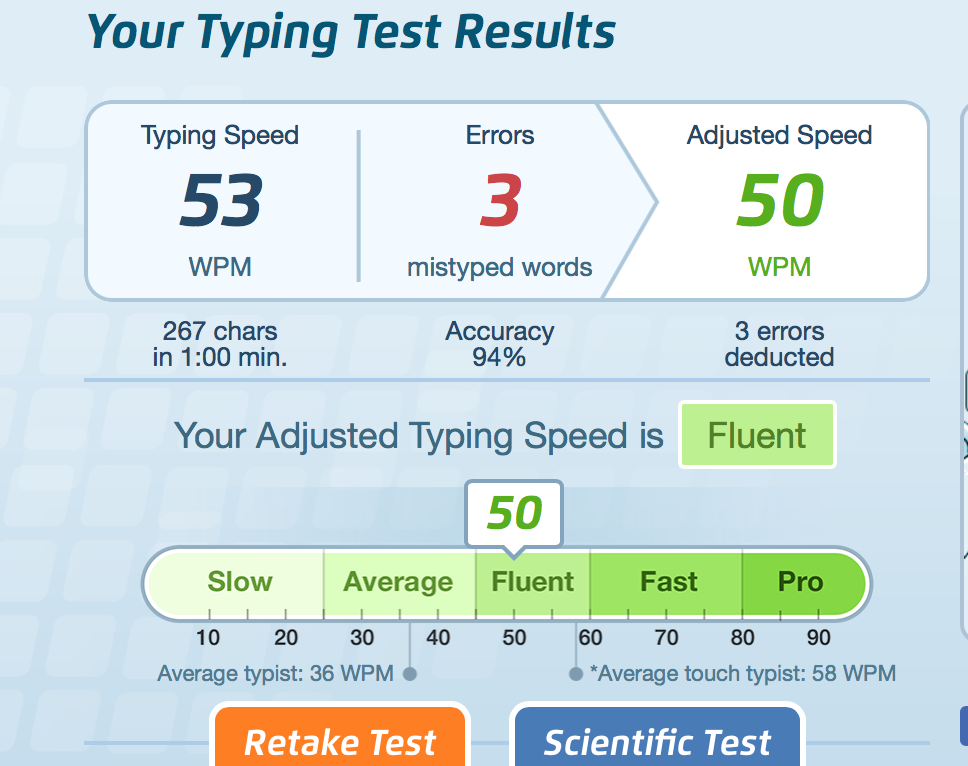 Your Typing Test Results
Typing Speed
Errors
Adjusted Speed
53
3
50
WPM
mistyped words
WPM
267 chars
in 1:00 min.
Accuracy
94%
3 errors
deducted
Your Adjusted Typing Speed is Fluent
50
Slow Average Fluent Fast Pro
10 20 30 40 50 60 70 80 90
Average typist: 36 WPM
*Average touch typist: 58 WPM
Retake Test
Scientific Test